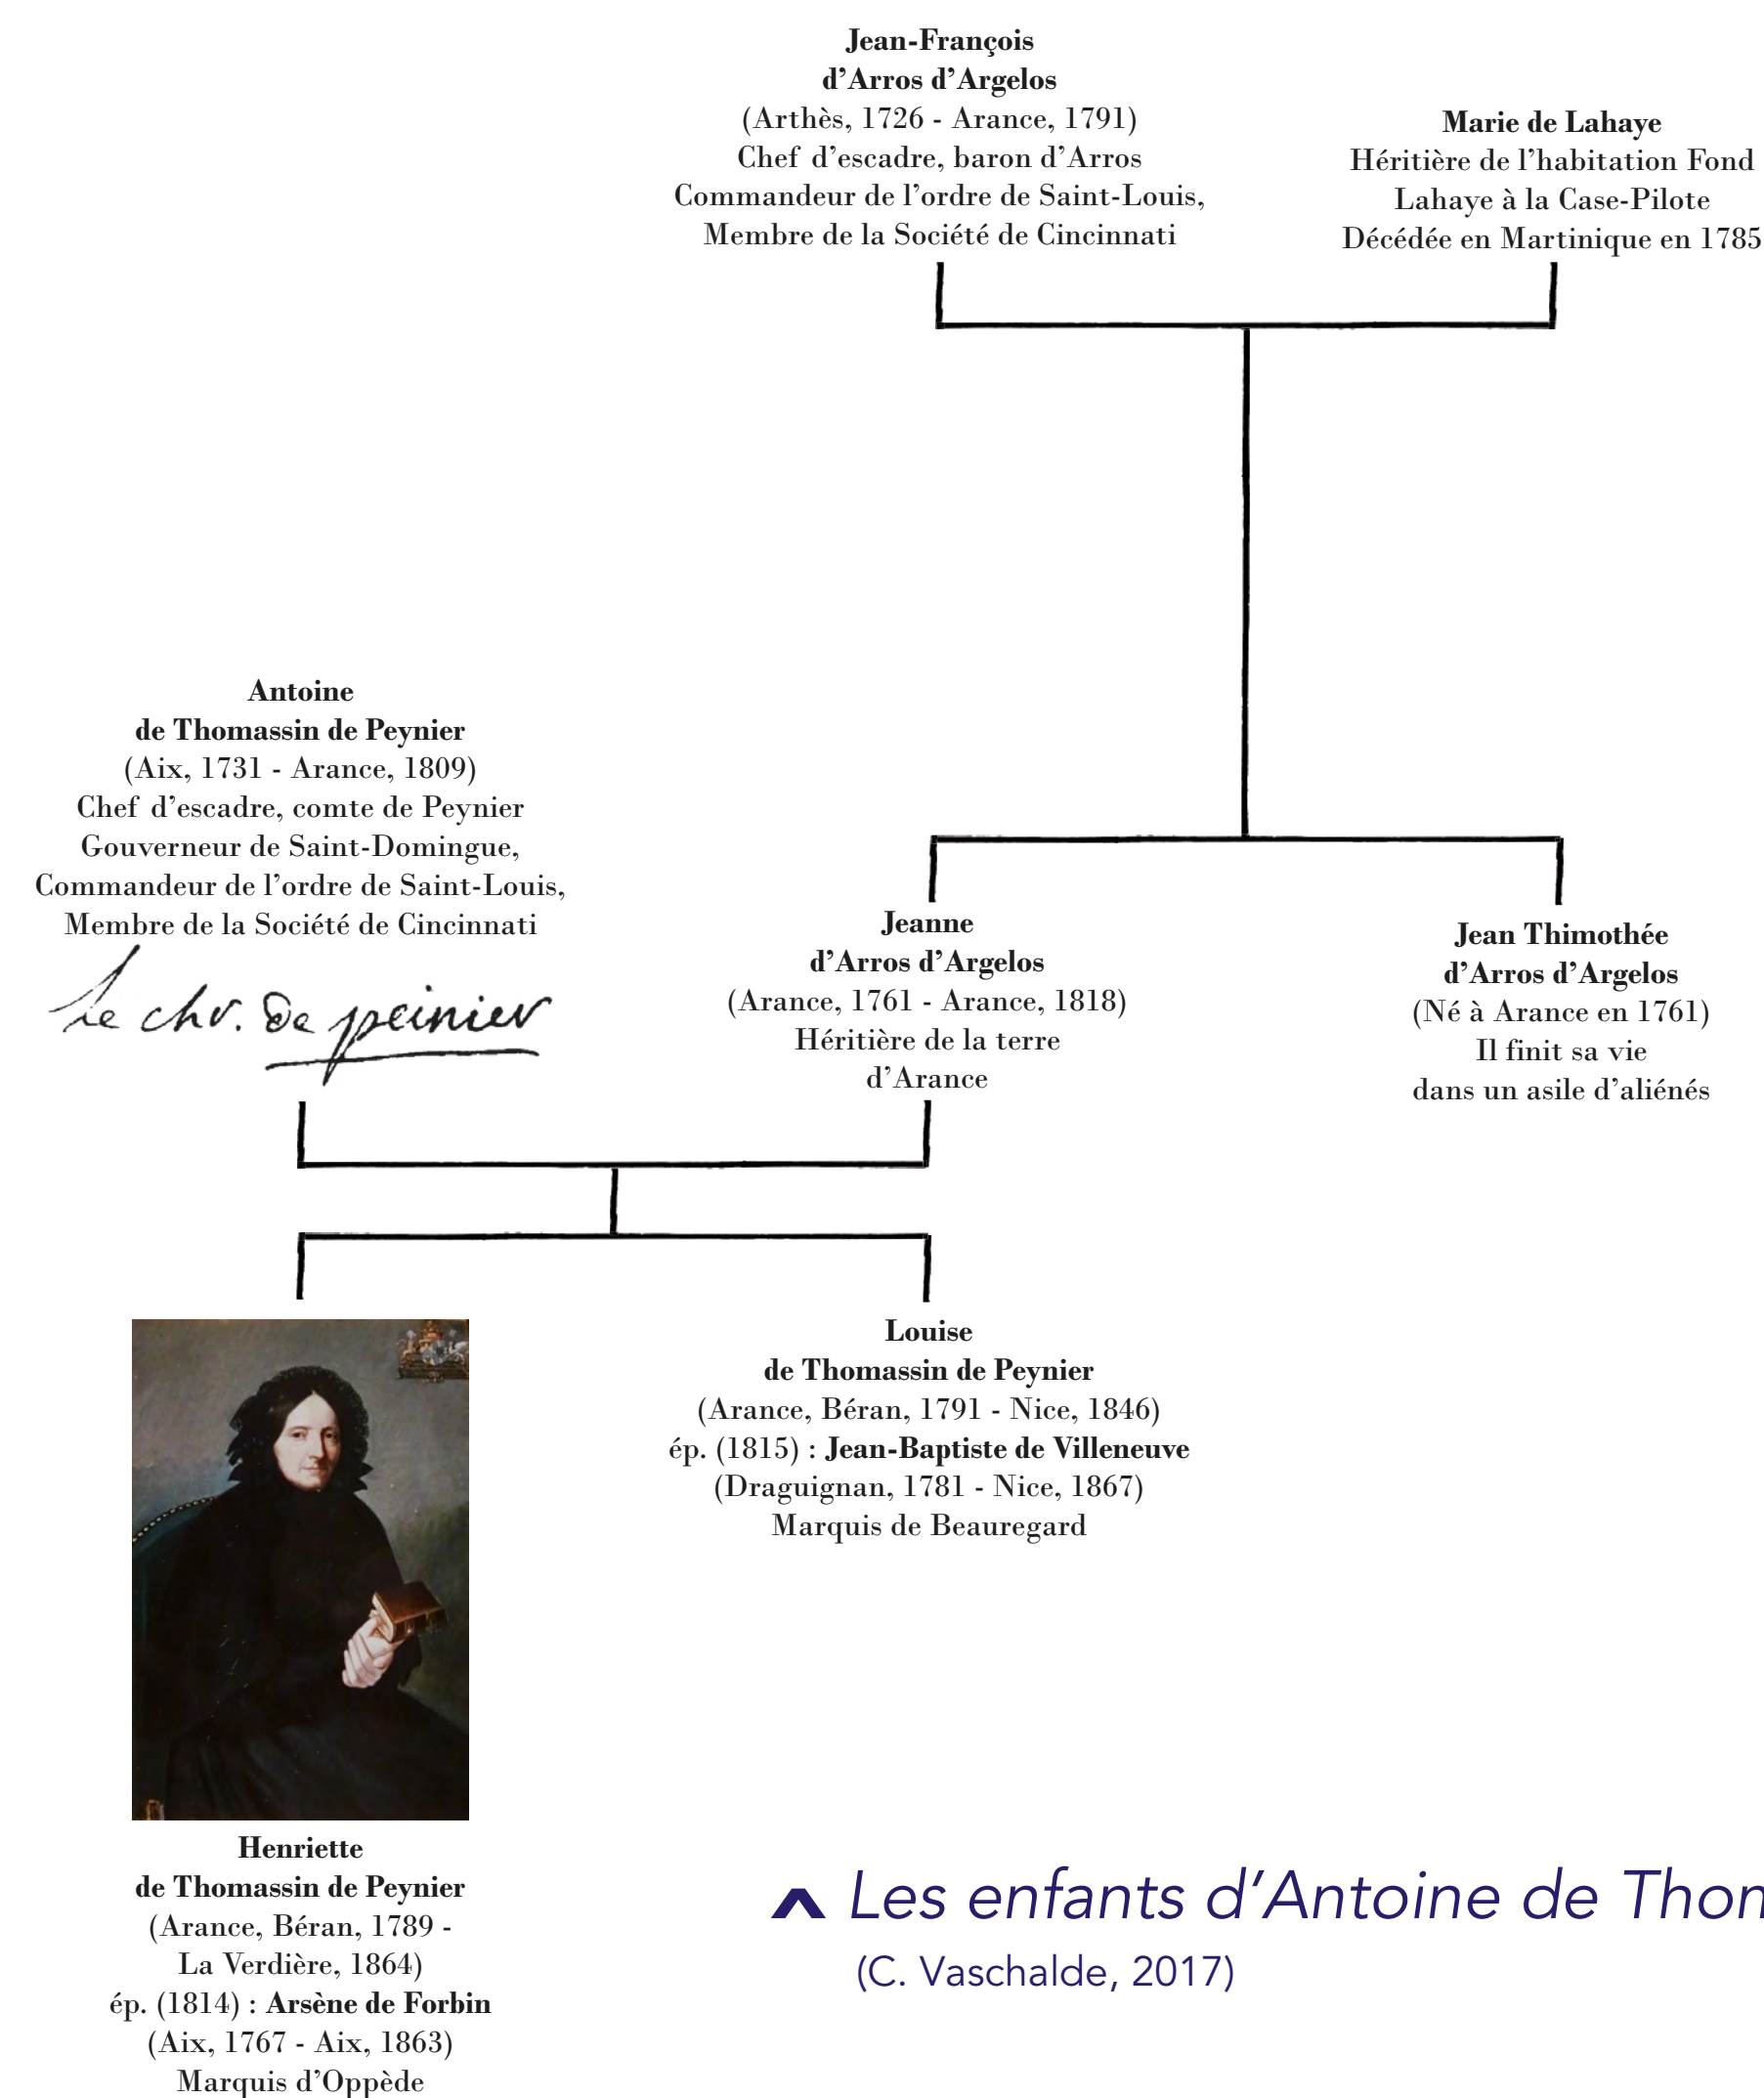 Jean-François
d’Arros d’Argelos
(Arthès, 1726 - Arance, 1791)
Chef d’escadre, baron d’Arros
Commandeur de l’ordre de Saint-Louis,
Membre de la Société de Cincinnati
Marie de Lahaye
Héritière de l’habitation Fond
Lahaye à la Case-Pilote
Décédée en Martinique en 1785
Antoine
de Thomassin de Peynier
(Aix, 1731 - Arance, 1809)
Chef d’escadre, comte de Peynier
Gouverneur de Saint-Domingue,
Commandeur de l’ordre de Saint-Louis,
Membre de la Société de Cincinnati
Le chv. De peinier
Jeanne
d’Arros d’Argelos
(Arance, 1761 - Arance, 1818)
Héritière de la terre
d’Arance
Jean Thimothée
d’Arros d’Argelos
(Né à Arance en 1761)
Il finit sa vie
dans un asile d’aliénés
Louise
de Thomassin de Peynier
(Arance, Béran, 1791 - Nice, 1846)
ép. (1815) : Jean-Baptiste de Villeneuve
(Draguignan, 1781 - Nice, 1867)
Marquis de Beauregard
Henriette
de Thomassin de Peynier
(Arance, Béran, 1789 -
La Verdière, 1864)
ép. (1814) : Arsène de Forbin
(Aix, 1767 - Aix, 1863)
Marquis d’Oppède
Les enfants d’Antoine de Thom
(C. Vaschalde, 2017)